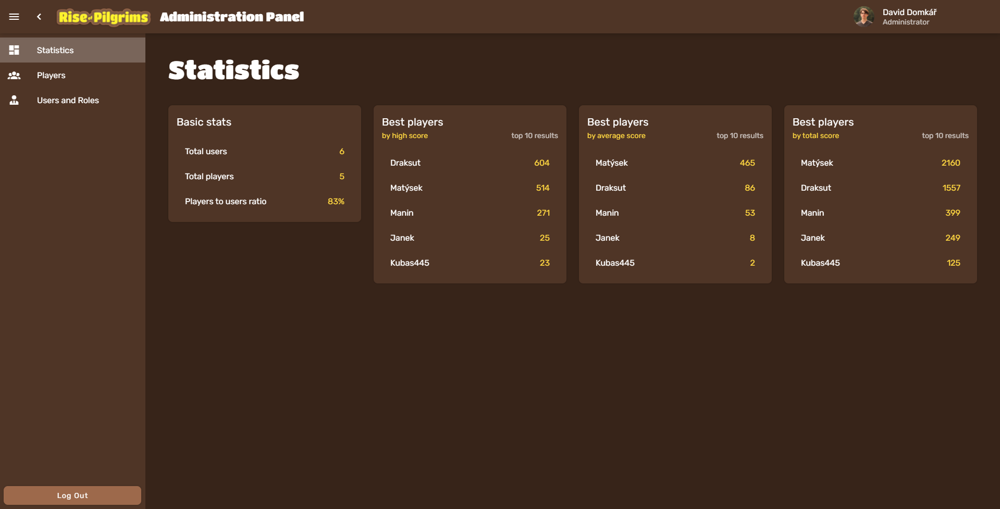 Rise of Pilgrims Administration Panel
David Domkář
Administrator
Statistics
Players
Users and Roles
Log Out
Statistics
Basic stats
Total users 6
Total players 5
Players to users ratio 83%
Best players
by high score top 10 results
Draksut 604
Matýsek 514
Manin 271
Janek 25
Kubas445 23
Best players
by average score top 10 results
Matýsek 465
Draksut 86
Manin 53
Janek 8
Kubas445 2
Best players
by total score top 10 results
Matýsek 2160
Draksut 1557
Manin 399
Janek 249
Kubas445 125